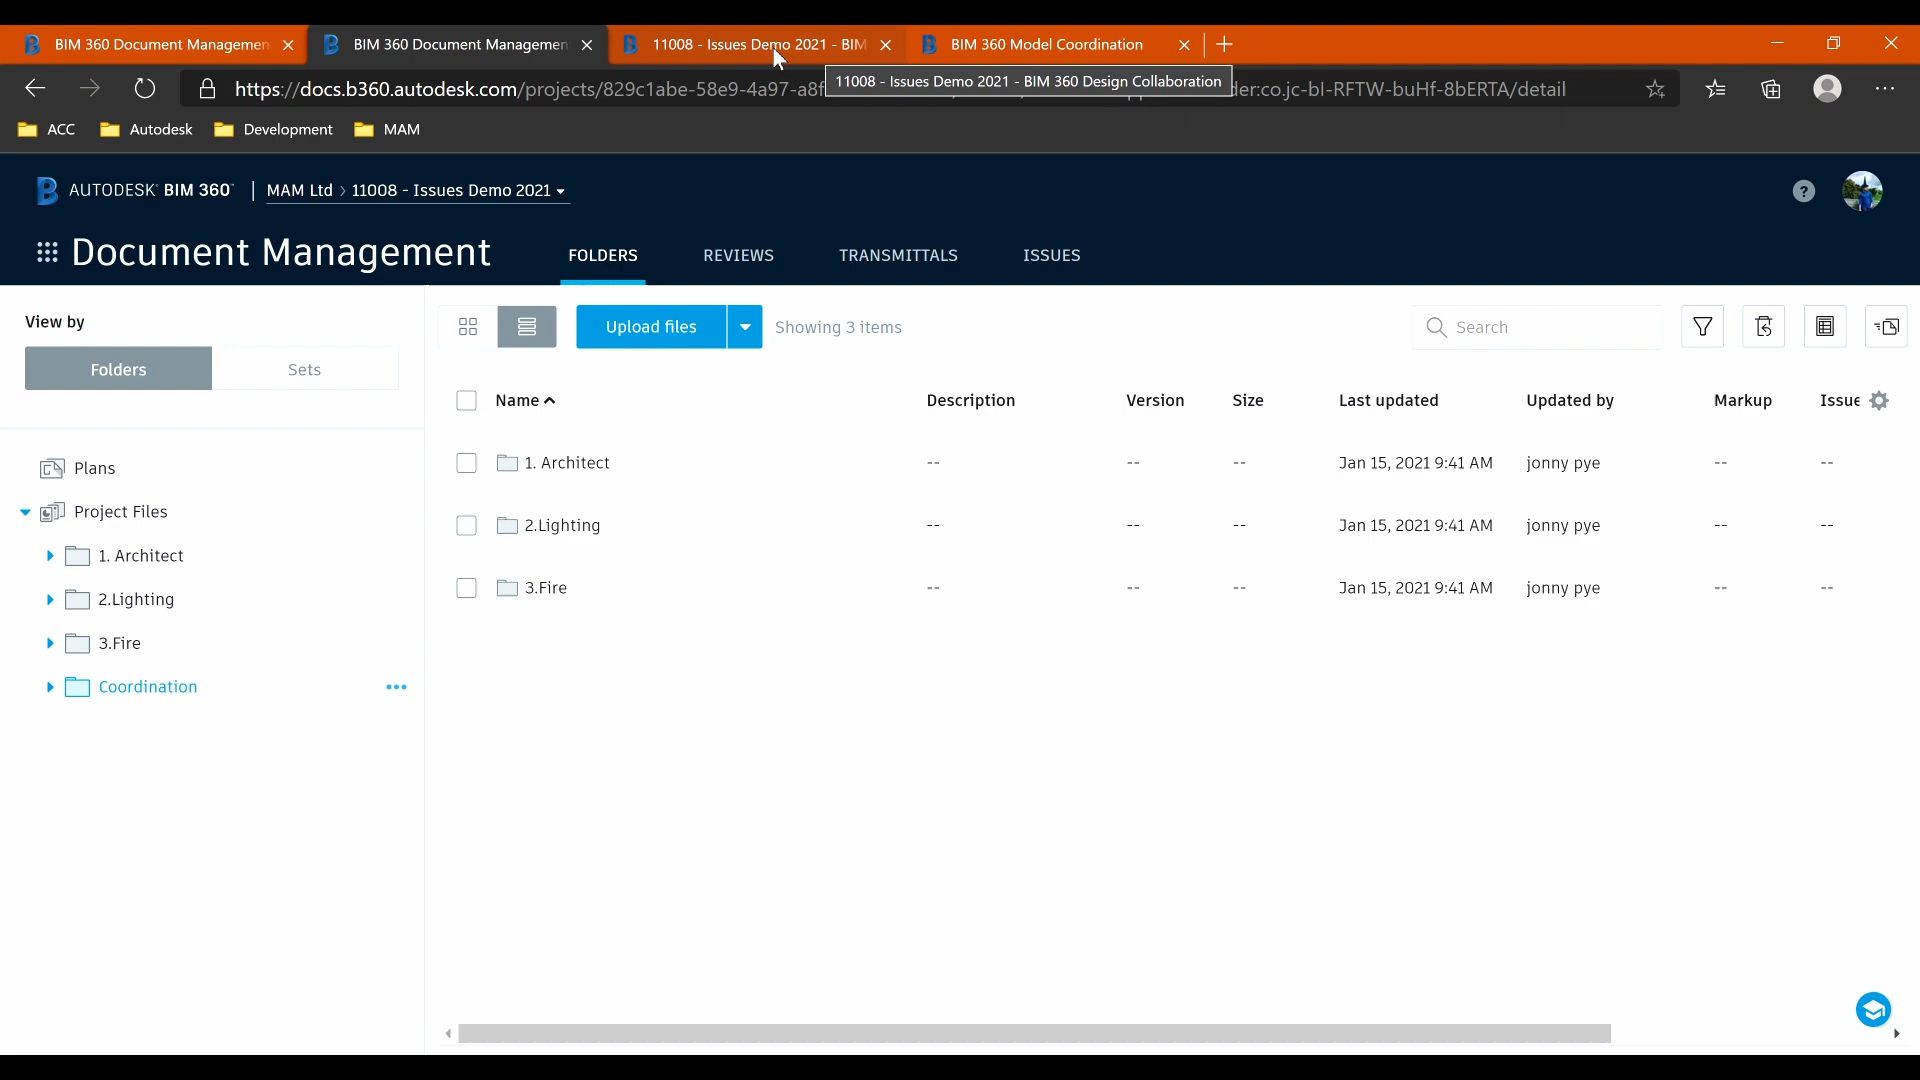 BIM 360 Document Managemen
BIM 360 Document Managemen
11008 - Issues Demo 2021 - BIM
BIM 360 Model Coordination
https://docs.b360.autodesk.com/projects/829c1abe-58e9-4a97-a8f
der:co.jc-bI-RFTW-buHf-8bERTA/detail
11008 - Issues Demo 2021 - BIM 360 Design Collaboration
ACC
Autodesk
Development
MAM
AUTODESK BIM 360
MAM Ltd > 11008 - Issues Demo 2021
Document Management
FOLDERS
REVIEWS
TRANSMITTALS
ISSUES
View by
Folders
Sets
Plans
Project Files
1. Architect
2.Lighting
3.Fire
Coordination
Upload files
Showing 3 items
Search
Name Description Version Size Last updated Updated by Markup Issue
1. Architect -- -- -- Jan 15, 2021 9:41 AM jonny pye -- --
2.Lighting -- -- -- Jan 15, 2021 9:41 AM jonny pye -- --
3.Fire -- -- -- Jan 15, 2021 9:41 AM jonny pye -- --